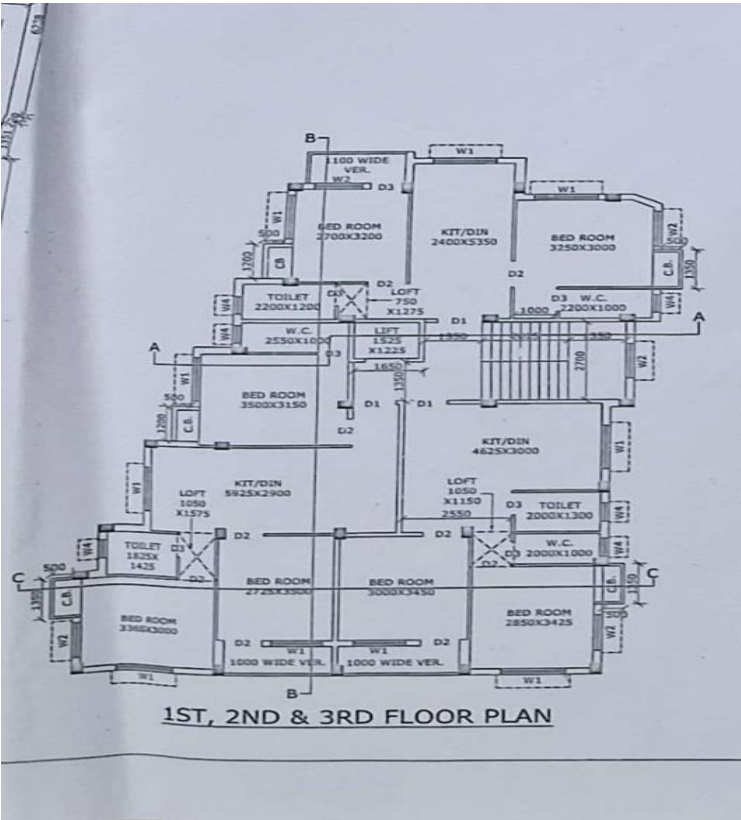 6228
B
W1
1100 WIDE
VER.
W2
D3
W1
W1
BED ROOM
2700X3200
KIT/DIN
2400X5350
BED ROOM
3250X3000
W2
500
500
1200
CB
C.B.
1350
D2
D2
TOILET
2200X1200
D3
LOFT
750
X1275
D3
W.C.
2200X1000
W4
W4
1000
W4
W.C.
2550X1000
D3
LIFT
1525
X1225
D1
A
A
1350
1350
W1
1650
1350
2700
W2
BED ROOM
3500X3150
500
1200
C.B.
D1
D1
D2
KIT/DIN
4625X3000
W1
W1
KIT/DIN
5925X2900
LOFT
1050
X1575
LOFT
1050
X1150
2550
D3
TOILET
2000X1300
W4
W4
TOILET
1825X
1425
D3
D2
D2
D3
W.C.
2000X1000
W4
D2
D2
C
C
500
1350
C.B.
BED ROOM
2725X3500
BED ROOM
3000X3450
C.B.
1350
500
BED ROOM
3360X3000
BED ROOM
2850X3425
W2
W2
D2
W1
W1
D2
1000 WIDE VER.
1000 WIDE VER.
W1
W1
B
1ST, 2ND & 3RD FLOOR PLAN